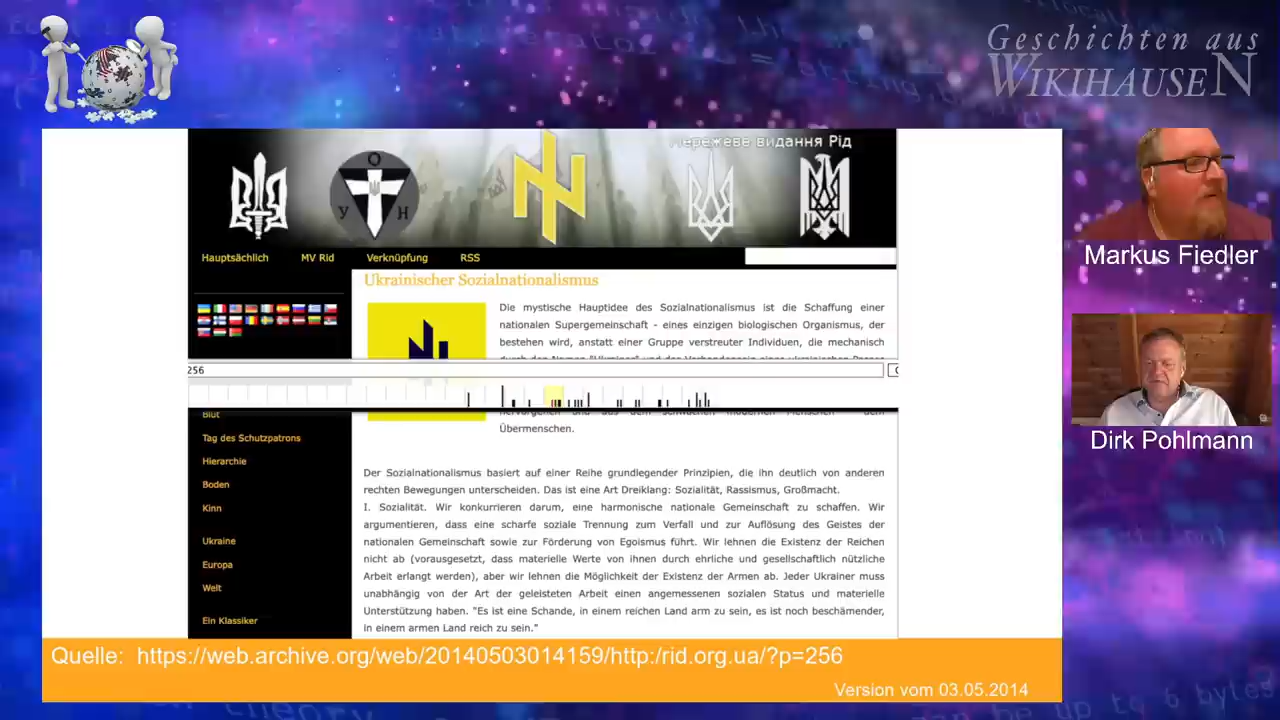 Geschichten aus
WIKIHAUSEN
Мережеве видання Рід
О
У Н
Hauptsächlich MV Rid Verknüpfung RSS
Ukrainischer Sozialnationalismus
Die mystische Hauptidee des Sozialnationalismus ist die Schaffung einer
nationalen Supergemeinschaft - eines einzigen biologischen Organismus, der
bestehen wird, anstatt einer Gruppe verstreuter Individuen, die mechanisch
256
Übermenschen.
Blut
Tag des Schutzpatrons
Hierarchie
Boden
Kinn
Ukraine
Europa
Welt
Ein Klassiker
Der Sozialnationalismus basiert auf einer Reihe grundlegender Prinzipien, die ihn deutlich von anderen
rechten Bewegungen unterscheiden. Das ist eine Art Dreiklang: Sozialität, Rassismus, Großmacht.
I. Sozialität. Wir konkurrieren darum, eine harmonische nationale Gemeinschaft zu schaffen. Wir
argumentieren, dass eine scharfe soziale Trennung zum Verfall und zur Auflösung des Geistes der
nationalen Gemeinschaft sowie zur Förderung von Egoismus führt. Wir lehnen die Existenz der Reichen
nicht ab (vorausgesetzt, dass materielle Werte von ihnen durch ehrliche und gesellschaftlich nützliche
Arbeit erlangt werden), aber wir lehnen die Möglichkeit der Existenz der Armen ab. Jeder Ukrainer muss
unabhängig von der Art der geleisteten Arbeit einen angemessenen sozialen Status und materielle
Unterstützung haben. "Es ist eine Schande, in einem reichen Land arm zu sein, es ist noch beschämender,
in einem armen Land reich zu sein."
Markus Fiedler
Dirk Pohlmann
Quelle: https://web.archive.org/web/20140503014159/http:/rid.org.ua/?p=256
Version vom 03.05.2014